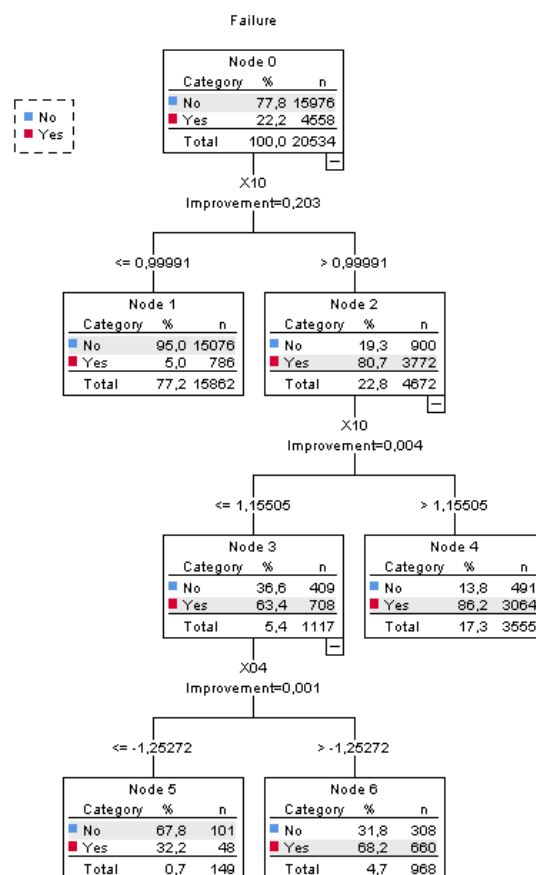 Failure
No
Yes
Node 0
Category % n
No 77,8 15976
Yes 22,2 4558
Total 100,0 20534
X10
Improvement=0,203
<= 0,99991
> 0,99991
Node 1
Category % n
No 95,0 15076
Yes 5,0 786
Total 77,2 15862
Node 2
Category % n
No 19,3 900
Yes 80,7 3772
Total 22,8 4672
X10
Improvement=0,004
<= 1,15505
> 1,15505
Node 3
Category % n
No 36,6 409
Yes 63,4 708
Total 5,4 1117
Node 4
Category % n
No 13,8 491
Yes 86,2 3064
Total 17,3 3555
X04
Improvement=0,001
<= -1,25272
> -1,25272
Node 5
Category % n
No 67,8 101
Yes 32,2 48
Total 0,7 149
Node 6
Category % n
No 31,8 308
Yes 68,2 660
Total 4,7 968